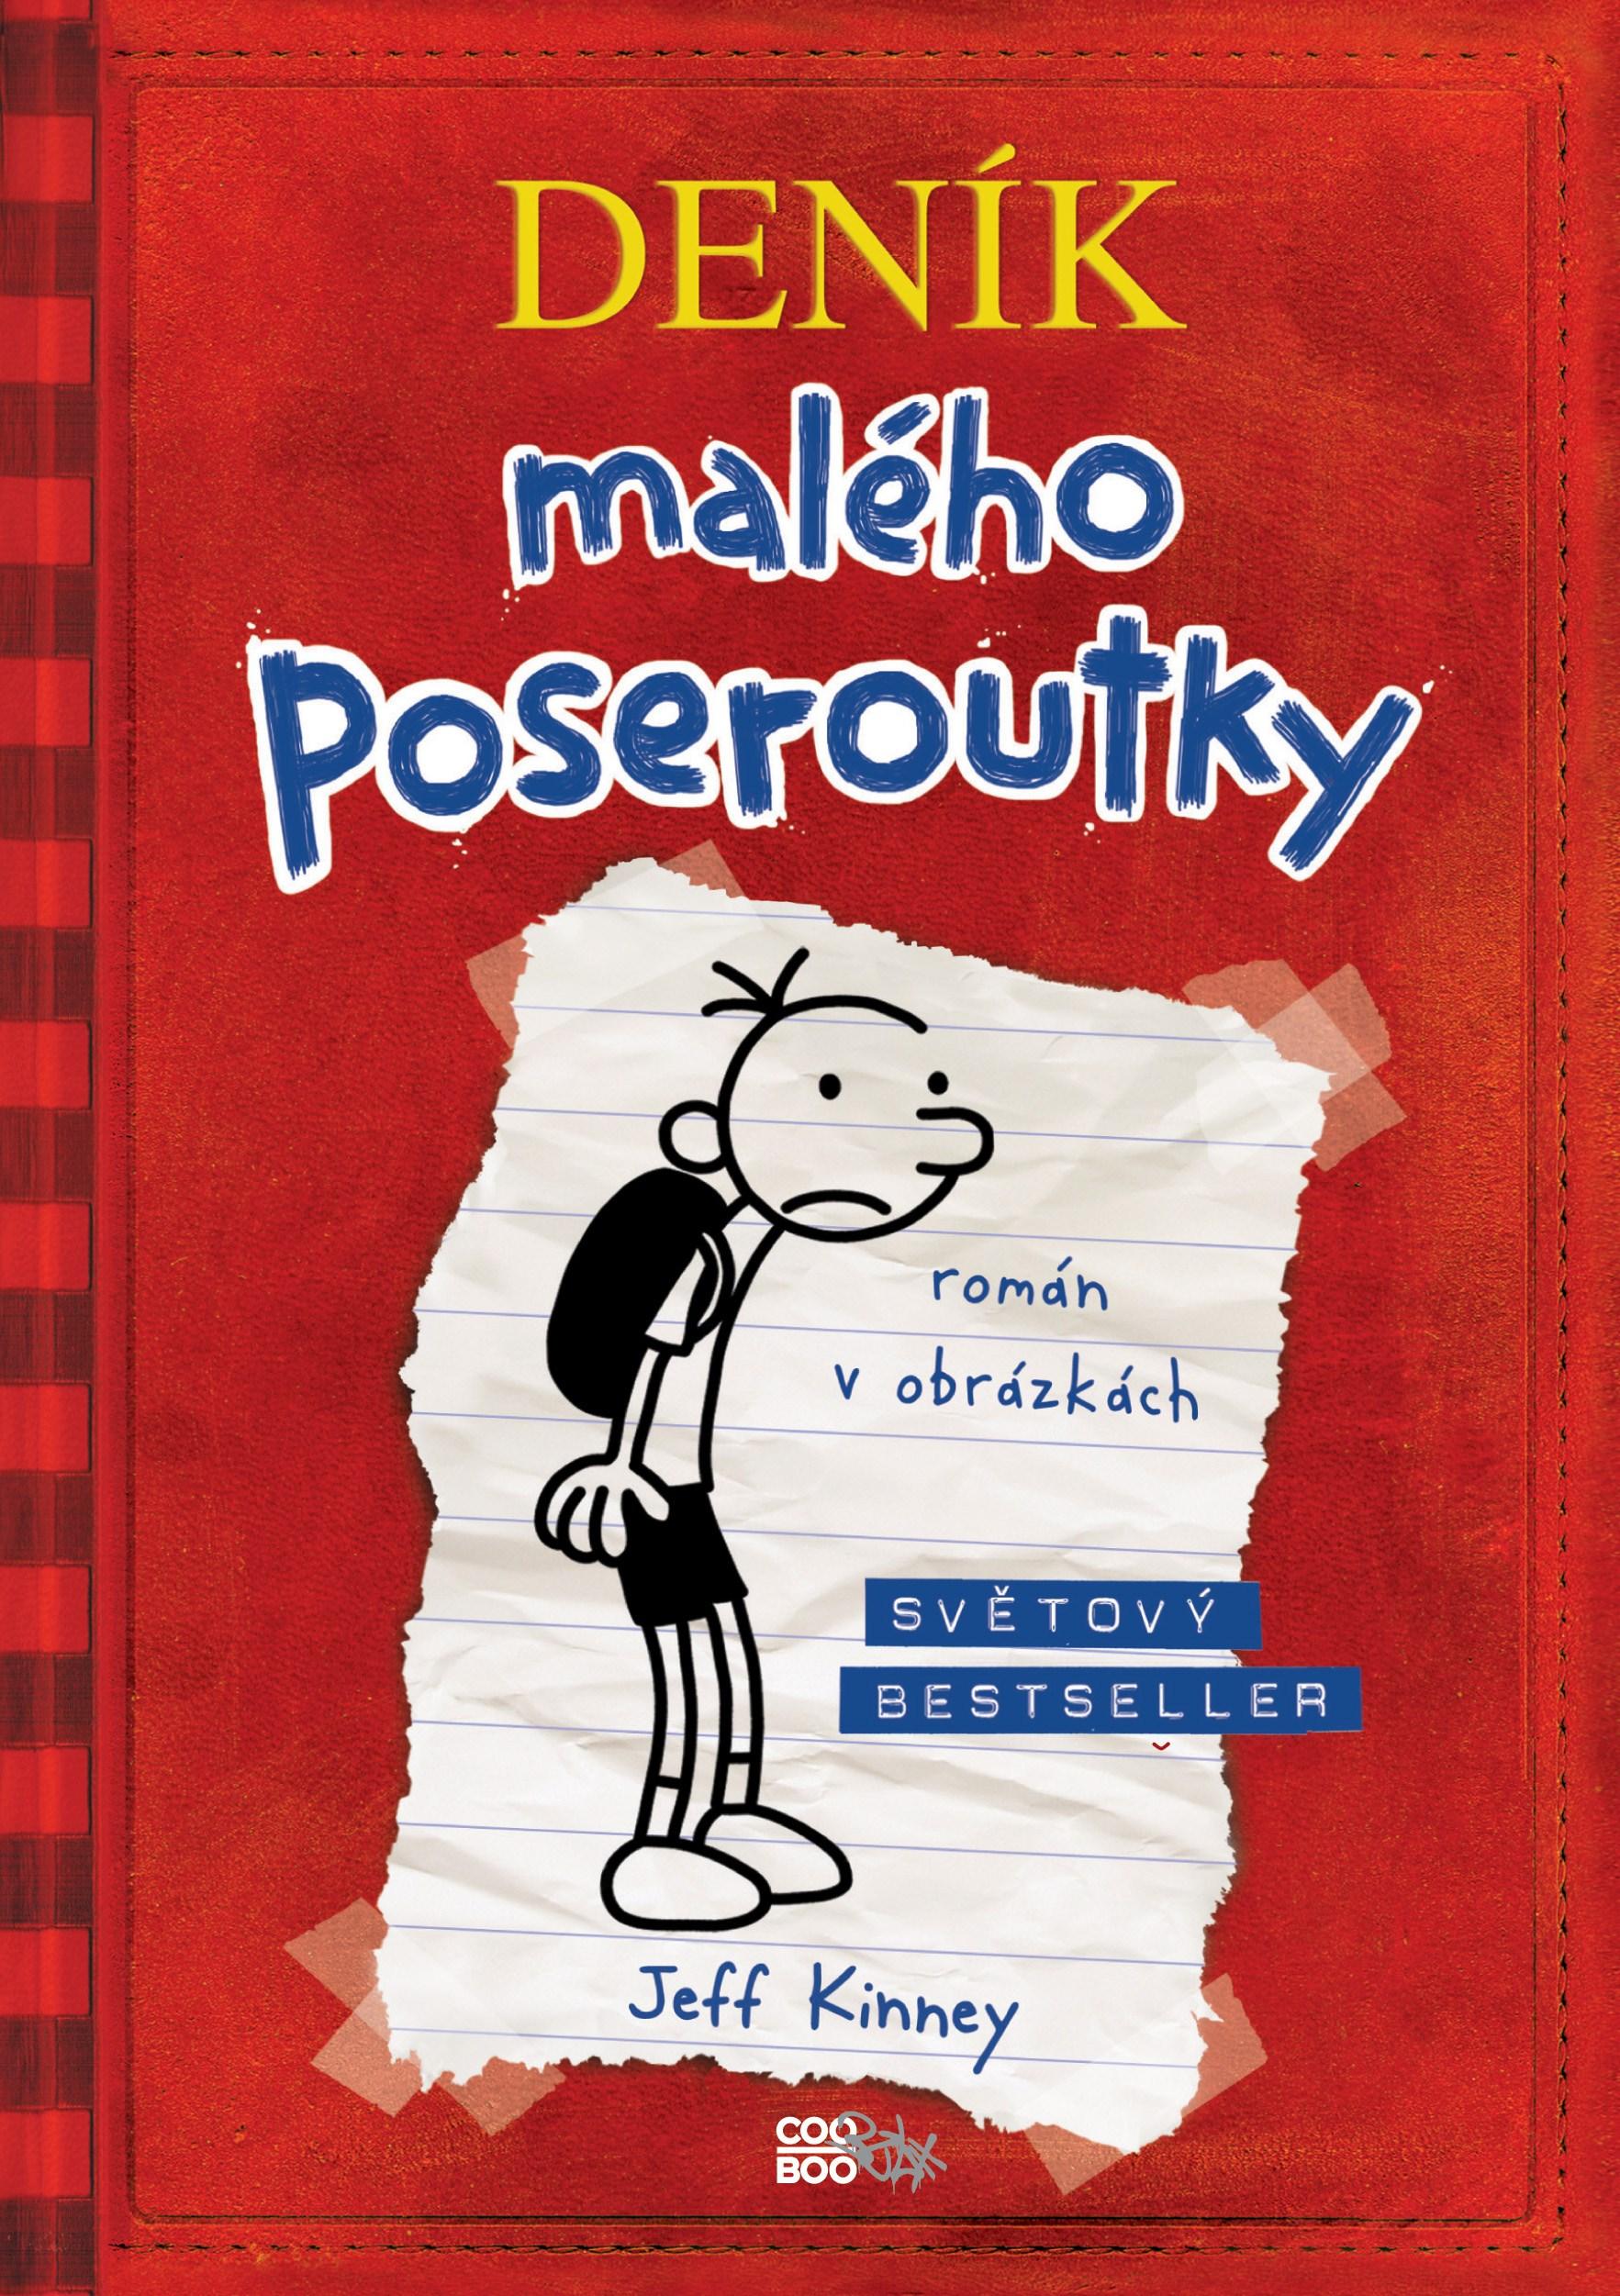 DENÍK
malého
poseroutky
román
v obrázkách
SVĚTOVÝ
BESTSELLER
Jeff Kinney
COO
BOO